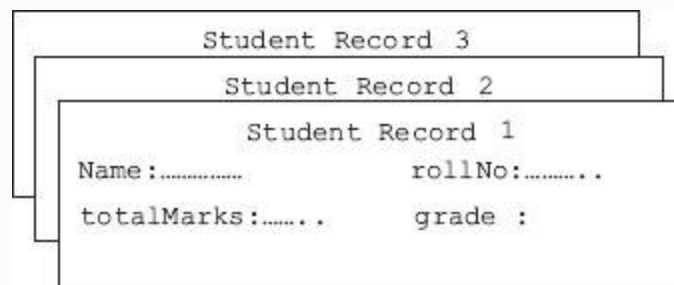 Student Record 3
Student Record 2
Student Record 1
Name:............... rollNo:...........
totalMarks:........ grade :